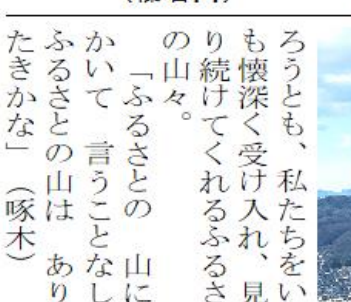 ろうとも、私たちをい
も懐深く受け入れ、見
り続けてくれるふるさ
の山々。
「ふるさとの　山に
かいて　言うことなし
ふるさとの山は　あり
たきかな」　（啄木）